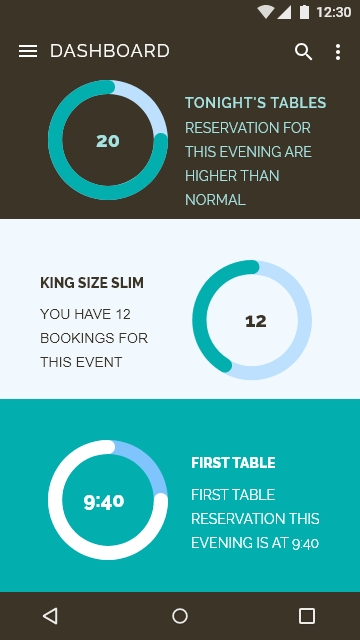 12:30
DASHBOARD
20
TONIGHT'S TABLES
RESERVATION FOR
THIS EVENING ARE
HIGHER THAN
NORMAL
KING SIZE SLIM
YOU HAVE 12
BOOKINGS FOR
THIS EVENT
12
9:40
FIRST TABLE
FIRST TABLE
RESERVATION THIS
EVENING IS AT 9:40